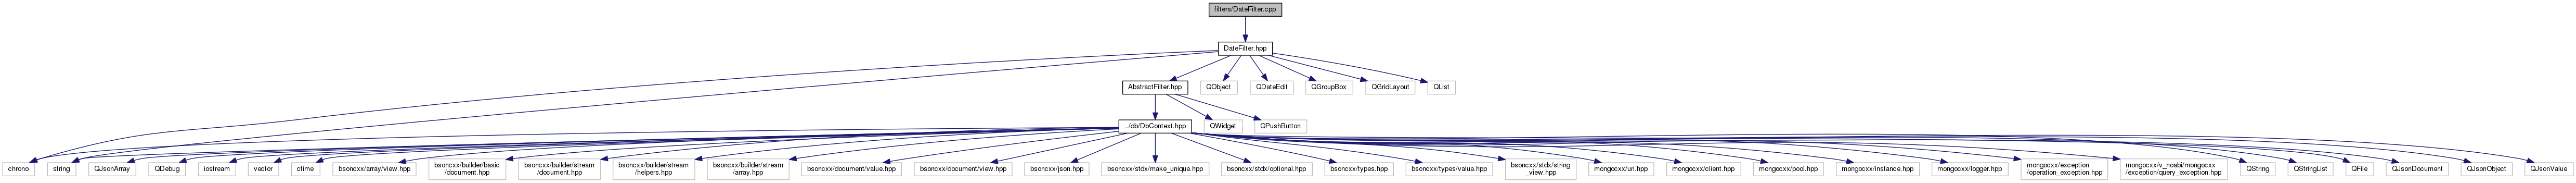 filters/DateFilter.cpp
DateFilter.hpp
AbstractFilter.hpp
QObject
QDateEdit
QGroupBox
QGridLayout
QList
../db/DbContext.hpp
QWidget
QPushButton
chrono
string
QJsonArray
QDebug
iostream
vector
ctime
bsoncxx/array/view.hpp
bsoncxx/builder/basic
/document.hpp
bsoncxx/builder/stream
/document.hpp
bsoncxx/builder/stream
/helpers.hpp
bsoncxx/builder/stream
/array.hpp
bsoncxx/document/value.hpp
bsoncxx/document/view.hpp
bsoncxx/json.hpp
bsoncxx/stdx/make_unique.hpp
bsoncxx/stdx/optional.hpp
bsoncxx/types.hpp
bsoncxx/types/value.hpp
bsoncxx/stdx/string
_view.hpp
mongocxx/uri.hpp
mongocxx/client.hpp
mongocxx/pool.hpp
mongocxx/instance.hpp
mongocxx/logger.hpp
mongocxx/exception
/operation_exception.hpp
mongocxx/v_noabi/mongocxx
/exception/query_exception.hpp
QString
QStringList
QFile
QJsonDocument
QJsonObject
QJsonValue